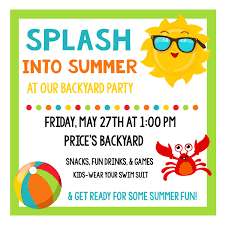 SPLASH
INTO SUMMER
AT OUR BACKYARD PARTY
FRIDAY, MAY 27TH AT 1:00 PM
PRICE'S BACKYARD
SNACKS, FUN DRINKS, & GAMES
KIDS-WEAR YOUR SWIM SUIT
& GET READY FOR SOME SUMMER FUN!